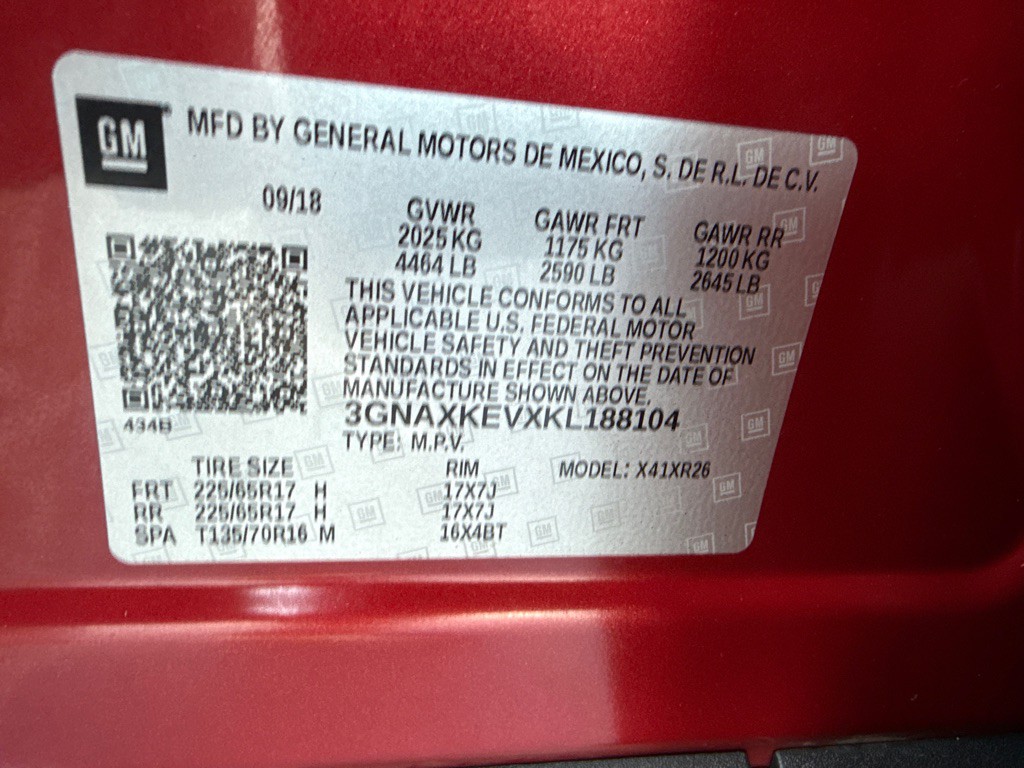 GM MFD BY GENERAL MOTORS DE MEXICO, S. DE R.L. DE C.V.
09/18 GVWR GAWR FRT GAWR RR
2025 KG 1175 KG 1200 KG
4464 LB 2590 LB 2645 LB
THIS VEHICLE CONFORMS TO ALL
APPLICABLE U.S. FEDERAL MOTOR
VEHICLE SAFETY AND THEFT PREVENTION
STANDARDS IN EFFECT ON THE DATE OF
MANUFACTURE SHOWN ABOVE.
434B 3GNAXKEVXKL188104
TYPE: M.P.V.
TIRE SIZE RIM MODEL: X41XR26
FRT 225/65R17 H 17X7J
RR 225/65R17 H 17X7J
SPA T135/70R16 M 16X4BT